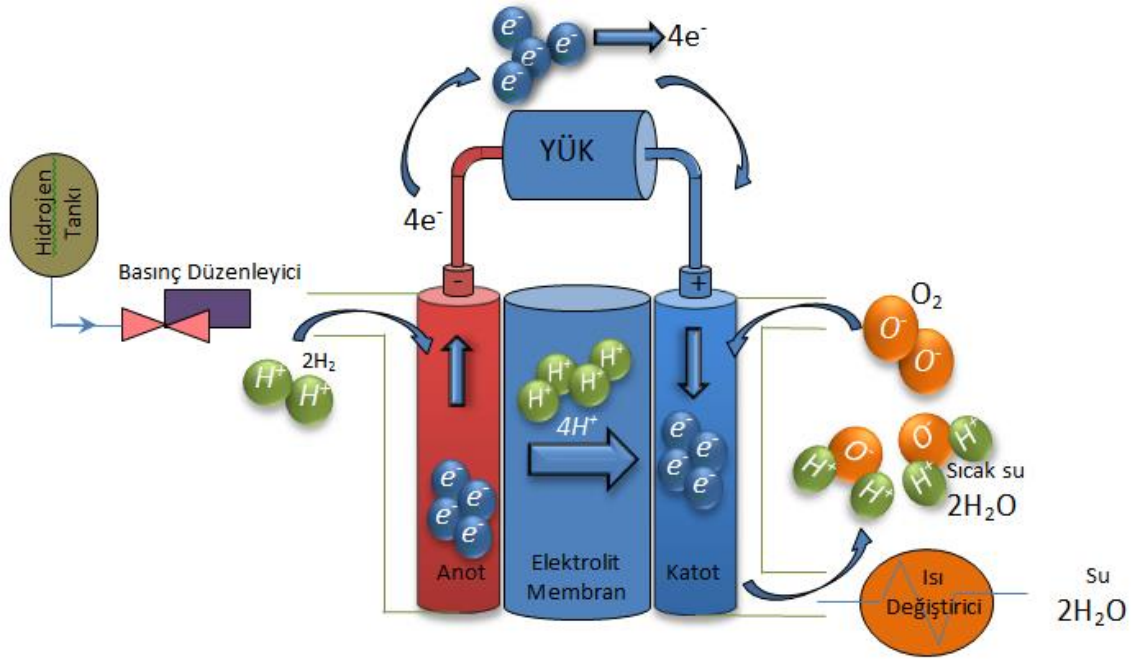 e⁻
e⁻
e⁻
e⁻
4e⁻
YÜK
4e⁻
Hidrojen
Tankı
Basınç Düzenleyici
-
+
2H₂
H⁺
H⁺
H⁺
H⁺
H⁺
H⁺
4H⁺
O₂
O⁻
O⁻
e⁻
e⁻
e⁻
e⁻
e⁻
e⁻
e⁻
e⁻
O⁻
H⁺
H⁺
O⁻
H⁺
H⁺
Sıcak su
2H₂O
Anot
Elektrolit
Membran
Katot
Isı
Değiştirici
Su
2H₂O